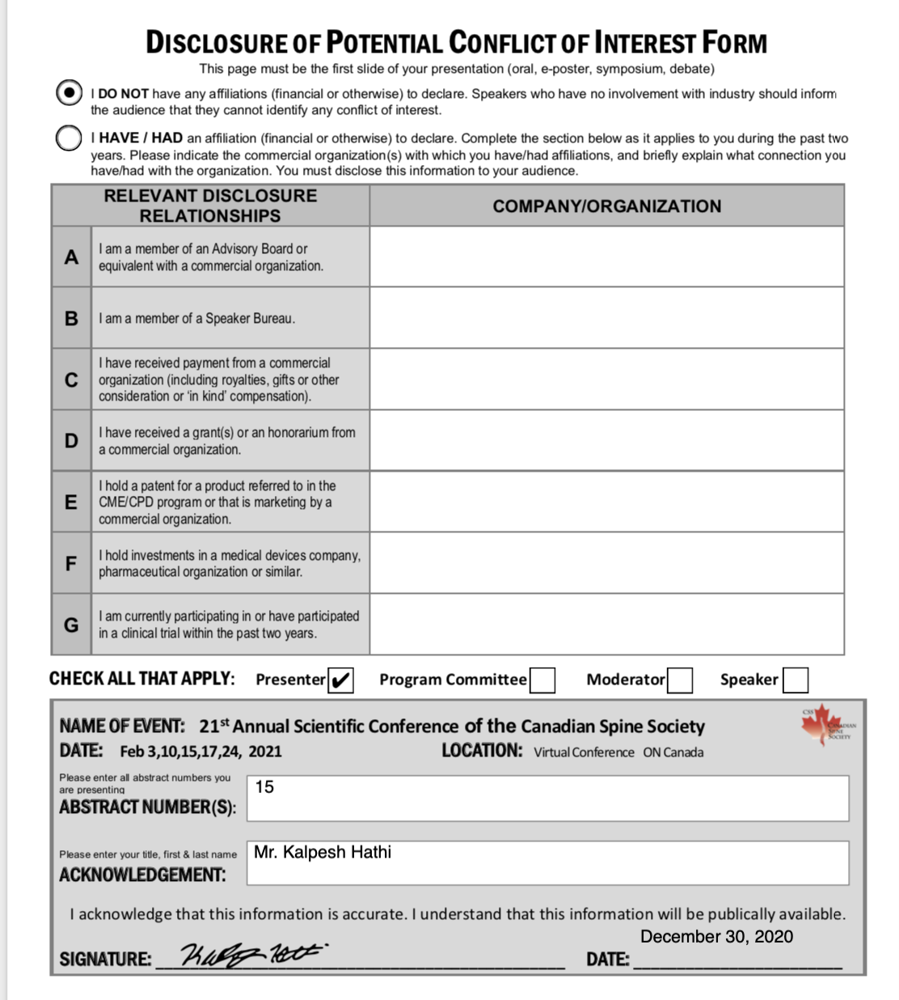 DISCLOSURE OF POTENTIAL CONFLICT OF INTEREST FORM
This page must be the first slide of your presentation (oral, e-poster, symposium, debate)
I DO NOT have any affiliations (financial or otherwise) to declare. Speakers who have no involvement with industry should inform
the audience that they cannot identify any conflict of interest.
I HAVE / HAD an affiliation (financial or otherwise) to declare. Complete the section below as it applies to you during the past two
years. Please indicate the commercial organization(s) with which you have/had affiliations, and briefly explain what connection you
have/had with the organization. You must disclose this information to your audience.
RELEVANT DISCLOSURE
RELATIONSHIPS
COMPANY/ORGANIZATION
A
I am a member of an Advisory Board or
equivalent with a commercial organization.
B
I am a member of a Speaker Bureau.
C
I have received payment from a commercial
organization (including royalties, gifts or other
consideration or ‘in kind’ compensation).
D
I have received a grant(s) or an honorarium from
a commercial organization.
E
I hold a patent for a product referred to in the
CME/CPD program or that is marketing by a
commercial organization.
F
I hold investments in a medical devices company,
pharmaceutical organization or similar.
G
I am currently participating in or have participated
in a clinical trial within the past two years.
CHECK ALL THAT APPLY: Presenter ✔ Program Committee Moderator Speaker
NAME OF EVENT: 21st Annual Scientific Conference of the Canadian Spine Society
CSS
CANADIAN
SPINE
SOCIETY
DATE: Feb 3,10,15,17,24, 2021 LOCATION: Virtual Conference ON Canada
Please enter all abstract numbers you
are presenting
ABSTRACT NUMBER(S):
15
Please enter your title, first & last name
ACKNOWLEDGEMENT:
Mr. Kalpesh Hathi
I acknowledge that this information is accurate. I understand that this information will be publically available.
December 30, 2020
SIGNATURE: DATE: